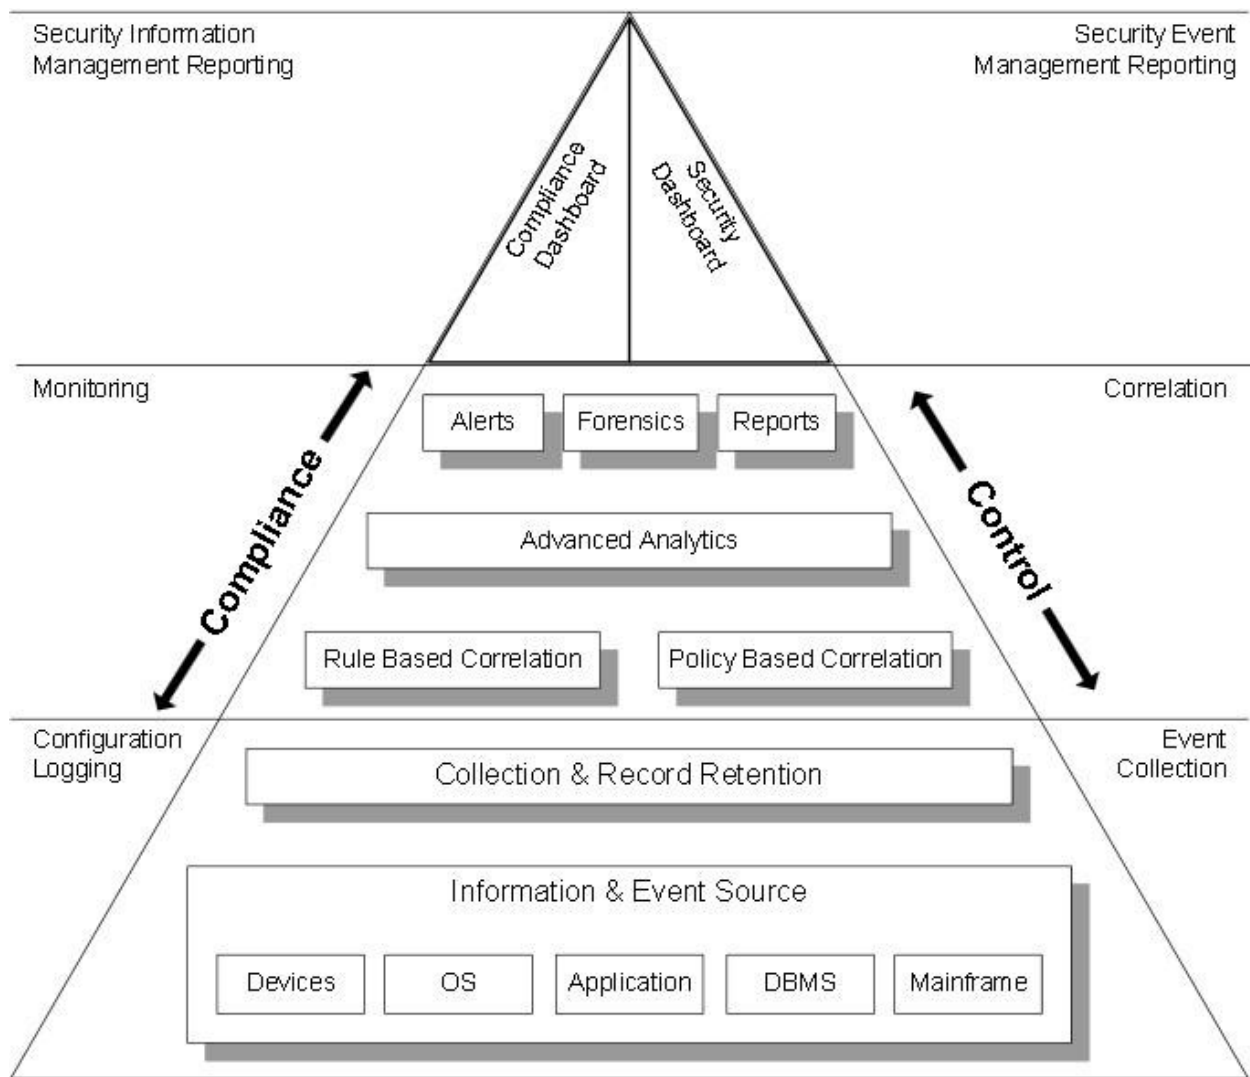 Security Information
Management Reporting
Security Event
Management Reporting
Compliance
Dashboard
Security
Dashboard
Monitoring
Correlation
Compliance
Control
Alerts
Forensics
Reports
Advanced Analytics
Rule Based Correlation
Policy Based Correlation
Configuration
Logging
Event
Collection
Collection & Record Retention
Information & Event Source
Devices
OS
Application
DBMS
Mainframe